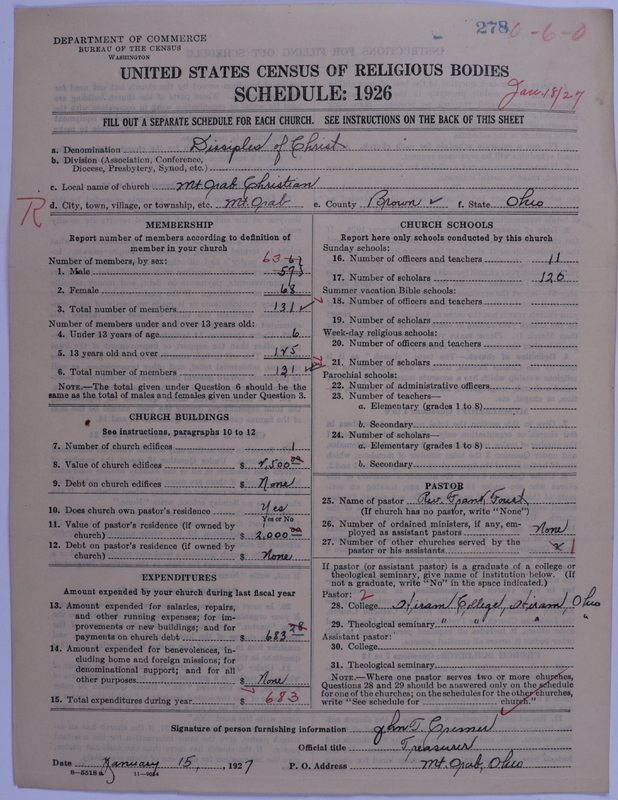 278 0-6-0
DEPARTMENT OF COMMERCE
BUREAU OF THE CENSUS
WASHINGTON
UNITED STATES CENSUS OF RELIGIOUS BODIES
SCHEDULE: 1926
Jan 18/27
FILL OUT A SEPARATE SCHEDULE FOR EACH CHURCH. SEE INSTRUCTIONS ON THE BACK OF THIS SHEET
a. Denomination Disciples of Christ
b. Division (Association, Conference,
Diocese, Presbytery, Synod, etc.)
c. Local name of church Mt Orab Christian
R d. City, town, village, or township, etc. Mt. Orab e. County Brown f. State Ohio
MEMBERSHIP
Report number of members according to definition of
member in your church
Number of members, by sex: 63
1. Male
2. Female 68
3. Total number of members 131
Number of members under and over 13 years old:
4. Under 13 years of age 6
5. 13 years old and over 125
6. Total number of members 131
NOTE.—The total given under Question 6 should be
the same as the total of males and females given under Question 3.
CHURCH BUILDINGS
See instructions, paragraphs 10 to 12
7. Number of church edifices 1
8. Value of church edifices $
9. Debt on church edifices $ None
10. Does church own pastor's residence Yes
Yes or No
11. Value of pastor's residence (if owned by
church) $ 2,000 00
12. Debt on pastor's residence (if owned by
church) $ None
EXPENDITURES
Amount expended by your church during last fiscal year
13. Amount expended for salaries, repairs,
and other running expenses; for im-
provements or new buildings; and for
payments on church debt $ 683 78
14. Amount expended for benevolences, in-
cluding home and foreign missions; for
denominational support; and for all
other purposes $ None
15. Total expenditures during year $ 683
CHURCH SCHOOLS
Report here only schools conducted by this church
Sunday schools:
16. Number of officers and teachers 11
17. Number of scholars 120
Summer vacation Bible schools:
18. Number of officers and teachers
19. Number of scholars
Week-day religious schools:
20. Number of officers and teachers
21. Number of scholars
Parochial schools:
22. Number of administrative officers
23. Number of teachers—
a. Elementary (grades 1 to 8)
b. Secondary
24. Number of scholars—
a. Elementary (grades 1 to 8)
b. Secondary
PASTOR
25. Name of pastor Rev. Frank
(If church has no pastor, write "None")
26. Number of ordained ministers, if any, em-
ployed as assistant pastors None
27. Number of other churches served by the
pastor or his assistants 1
If pastor (or assistant pastor) is a graduate of a college or
theological seminary, give name of institution below. (If
not a graduate, write "No" in the space indicated.)
Pastor: 2
28. College Hiram College, Hiram, Ohio
29. Theological seminary " " " "
Assistant pastor:
30. College
31. Theological seminary
NOTE.—Where one pastor serves two or more churches,
Questions 28 and 29 should be answered only on the schedule
for one of the churches; on the schedules for the other churches,
write "See schedule for church."
Signature of person furnishing information John T. Cremer
Official title Treasurer
Date January 15, 1927 P. O. Address Mt. Orab, Ohio
8-5518a 11-9684